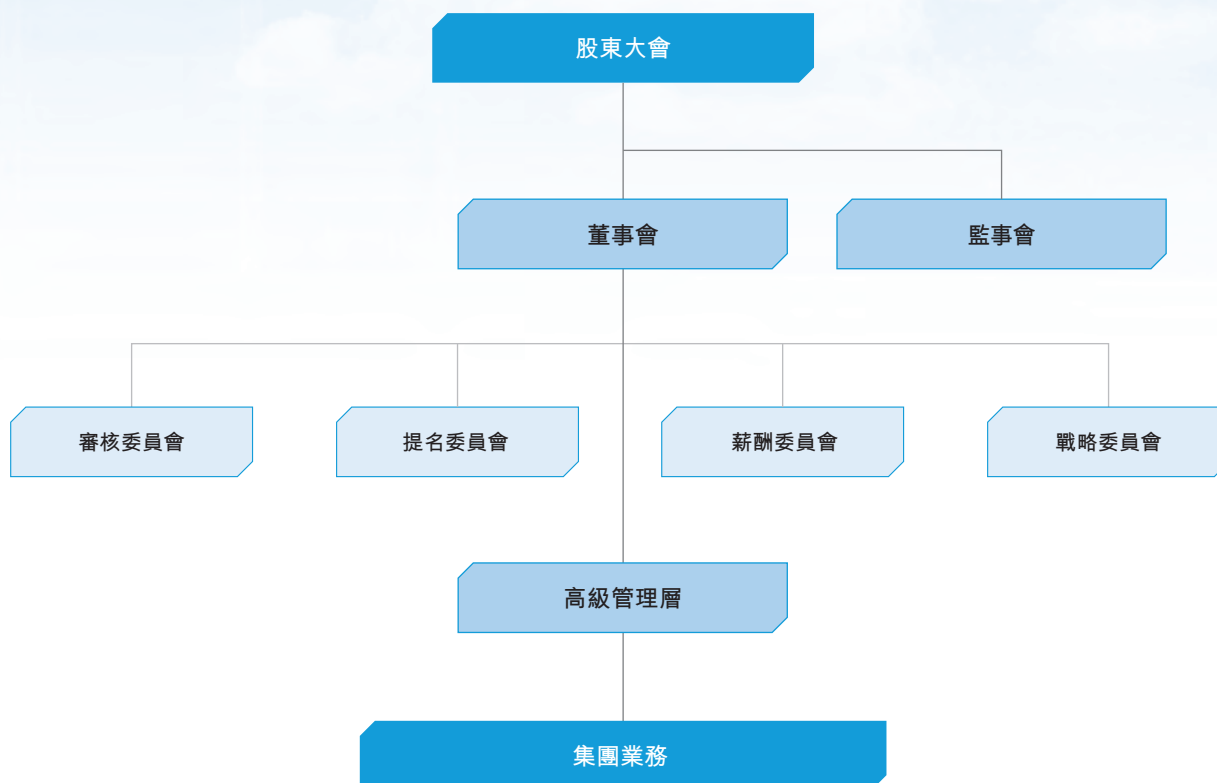 股東大會
董事會
監事會
審核委員會
提名委員會
薪酬委員會
戰略委員會
高級管理層
集團業務